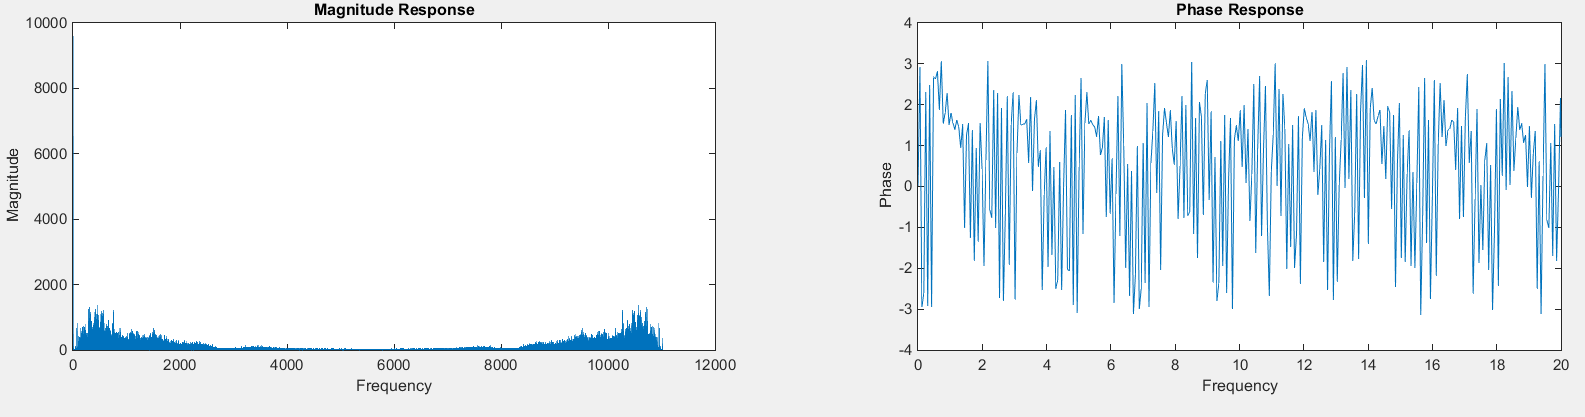 Magnitude Response
10000
8000
6000
4000
2000
0
Magnitude
0 2000 4000 6000 8000 10000 12000
Frequency
Phase Response
4
3
2
1
0
-1
-2
-3
-4
Phase
0 2 4 6 8 10 12 14 16 18 20
Frequency